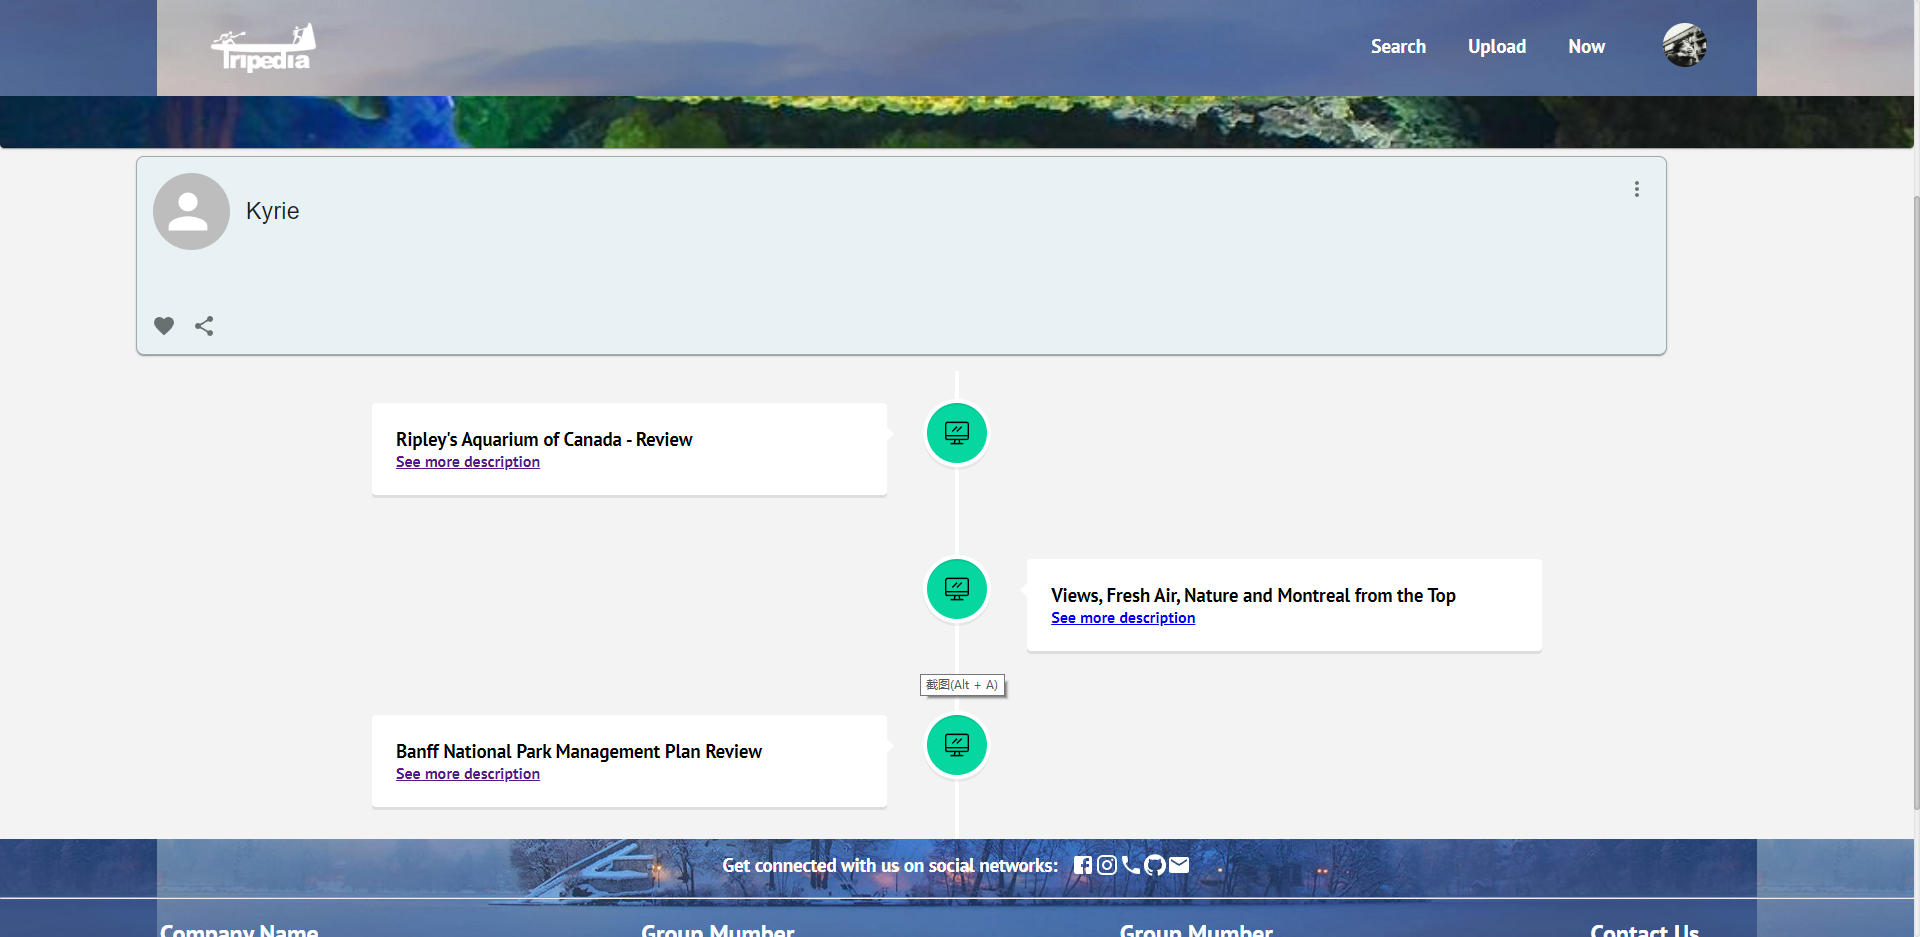 Tripedia
Search Upload Now
Kyrie
Ripley's Aquarium of Canada - Review
See more description
Views, Fresh Air, Nature and Montreal from the Top
See more description
截图(Alt + A)
Banff National Park Management Plan Review
See more description
Get connected with us on social networks:
Company Name Group Mumber Group Mumber Contact Us